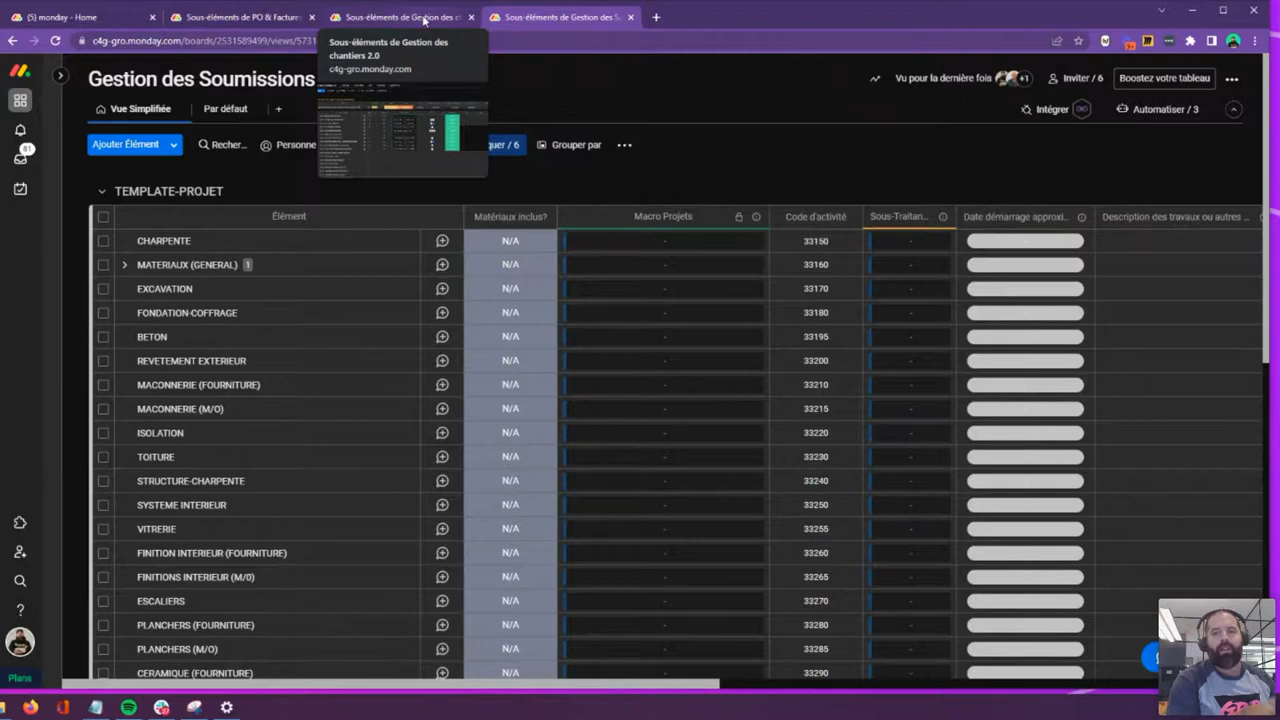 (5) monday - Home
Sous-éléments de PO & Facture
Sous-éléments de Gestion des c
Sous-éléments de Gestion des S
c4g-gro.monday.com/boards/2531589499/views/5731
Sous-éléments de Gestion des
chantiers 2.0
c4g-gro.monday.com
Gestion des Soumissions
Vu pour la dernière fois
+1
Inviter / 6
Boostez votre tableau
Vue Simplifiée
Par défaut
Intégrer
Automatiser / 3
Ajouter Élément
Recher...
Personne
quer / 6
Grouper par
81
TEMPLATE-PROJET
Élément
Matériaux inclus?
Macro Projets
Code d'activité
Sous-Traitan...
Date démarrage approxi...
Description des travaux ou autres ...
CHARPENTE N/A - 33150 - -
MATERIAUX (GENERAL) 1 N/A - 33160 -
EXCAVATION N/A - 33170 -
FONDATION-COFFRAGE N/A - 33180 -
BETON N/A - 33195 -
REVETEMENT EXTERIEUR N/A - 33200 -
MACONNERIE (FOURNITURE) N/A - 33210 -
MACONNERIE (M/O) N/A - 33215 -
ISOLATION N/A - 33220 -
TOITURE N/A - 33230 -
STRUCTURE-CHARPENTE N/A - 33240 -
SYSTEME INTERIEUR N/A - 33250 -
VITRERIE N/A - 33255 -
FINITION INTERIEUR (FOURNITURE) N/A - 33260 -
FINITIONS INTERIEUR (M/0) N/A - 33265 -
ESCALIERS N/A - 33270 -
PLANCHERS (FOURNITURE) N/A - 33280 -
PLANCHERS (M/O) N/A - 33285 -
CERAMIQUE (FOURNITURE) N/A - 33290 -
Plans